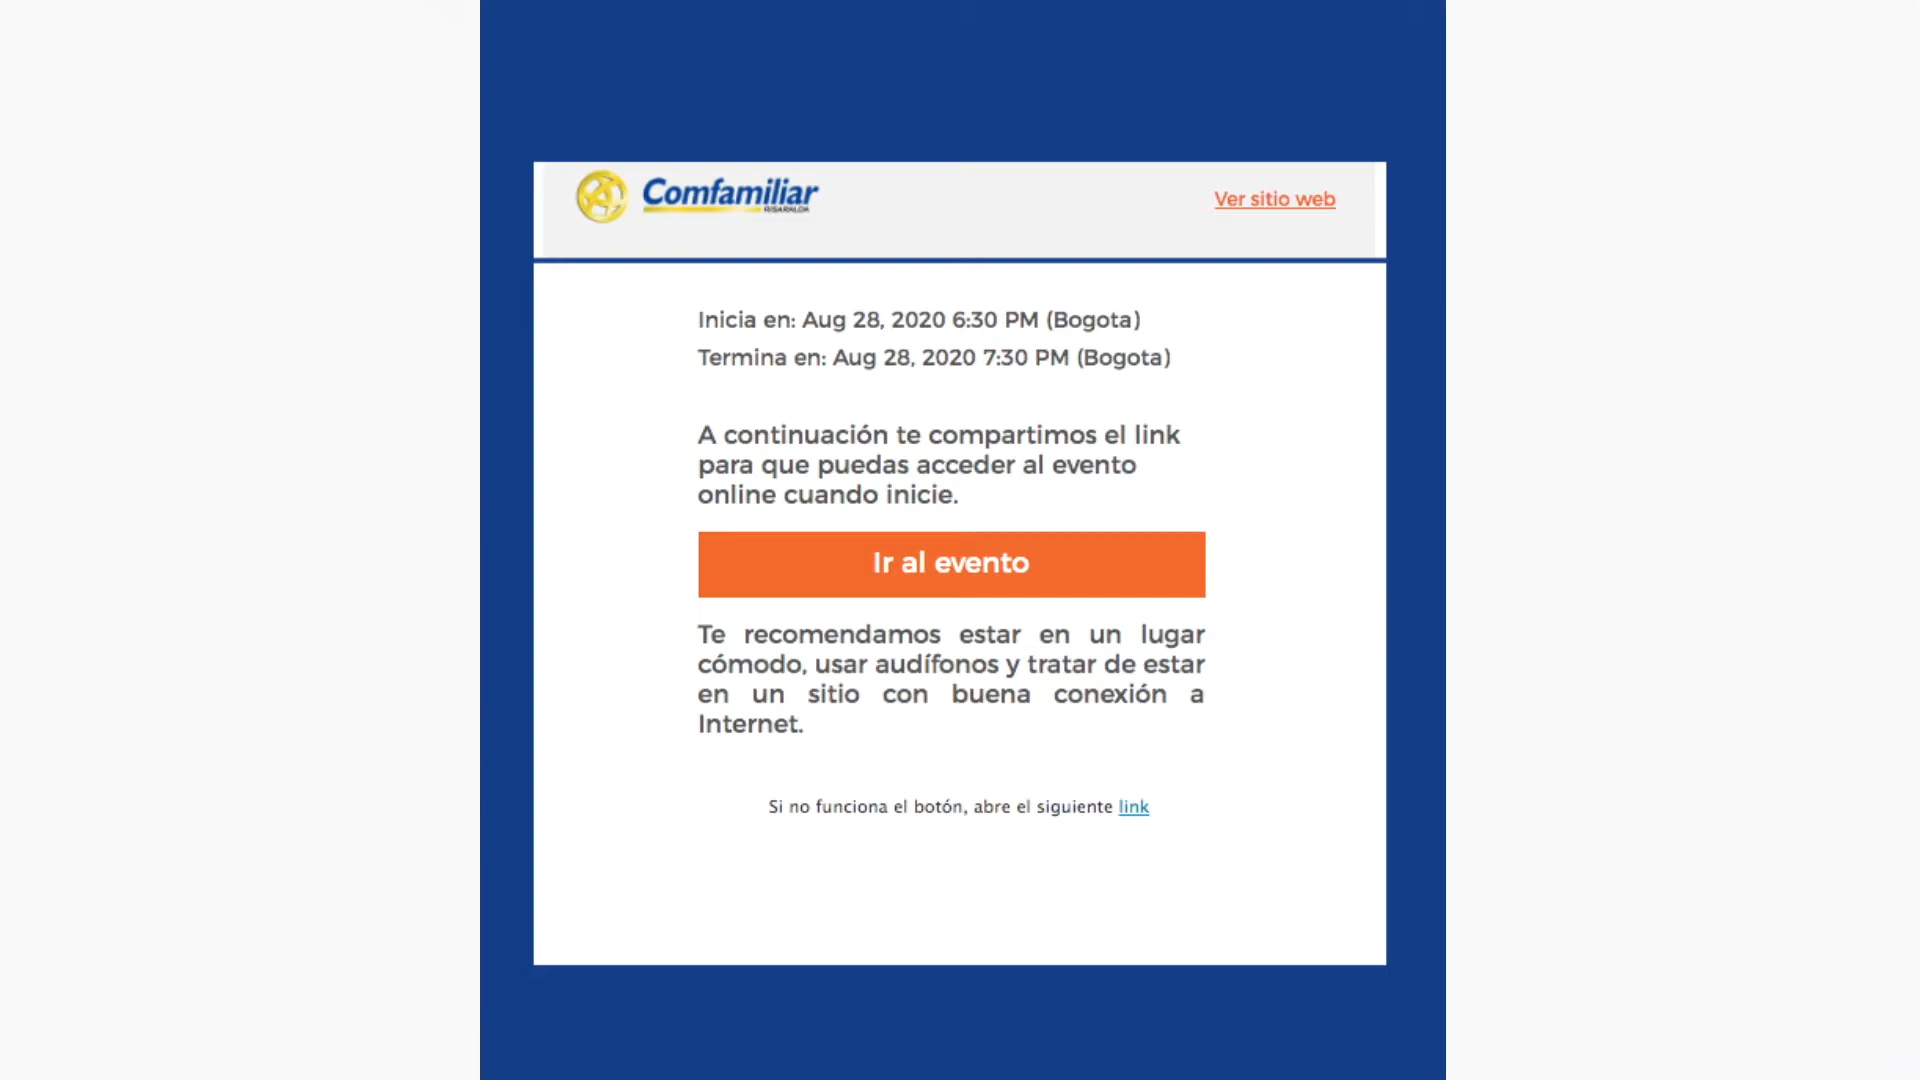 Comfamiliar
RISARALDA
Ver sitio web
Inicia en: Aug 28, 2020 6:30 PM (Bogota)
Termina en: Aug 28, 2020 7:30 PM (Bogota)
A continuación te compartimos el link
para que puedas acceder al evento
online cuando inicie.
Ir al evento
Te recomendamos estar en un lugar
cómodo, usar audífonos y tratar de estar
en un sitio con buena conexión a
Internet.
Si no funciona el botón, abre el siguiente link